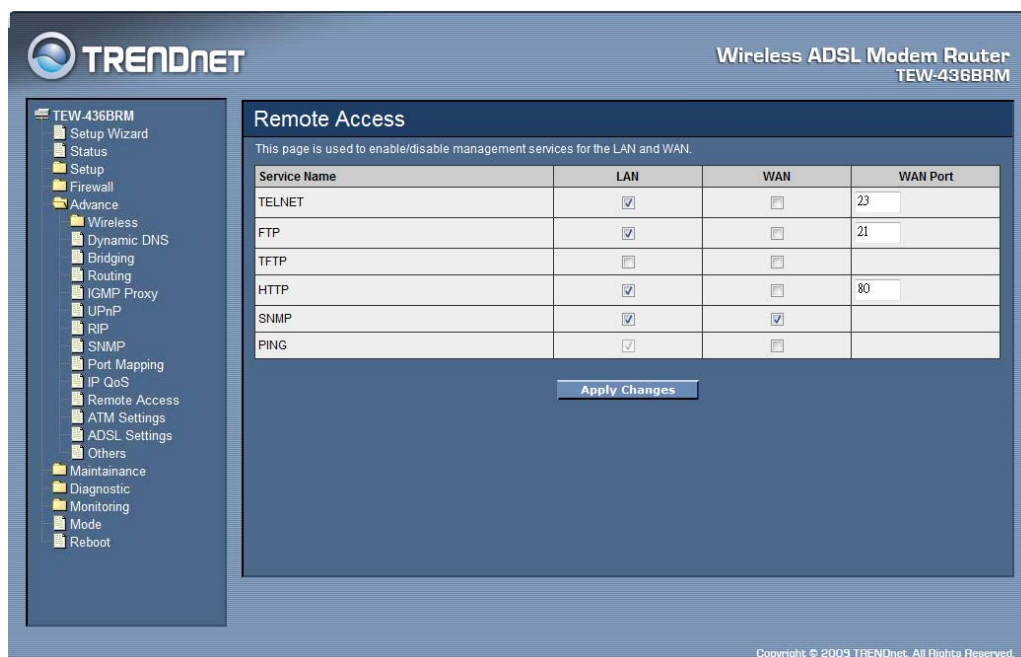 TRENDNET
Wireless ADSL Modem Router
TEW-436BRM
TEW-436BRM
Setup Wizard
Status
Setup
Firewall
Advance
Wireless
Dynamic DNS
Bridging
Routing
IGMP Proxy
UPnP
RIP
SNMP
Port Mapping
IP QoS
Remote Access
ATM Settings
ADSL Settings
Others
Maintainance
Diagnostic
Monitoring
Mode
Reboot
Remote Access
This page is used to enable/disable management services for the LAN and WAN.
Service Name LAN WAN WAN Port
TELNET 23
FTP 21
TFTP
HTTP 80
SNMP
PING
Apply Changes
Copyright © 2009 TRENDnet. All Rights Reserved.